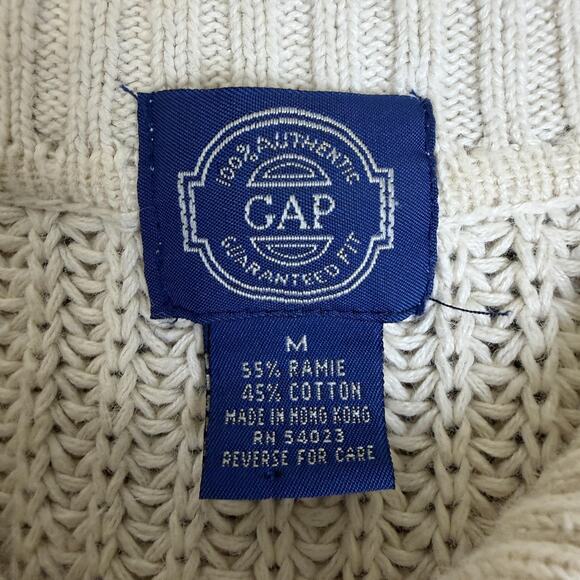 100% AUTHENTIC
GAP
GUARANTEED FIT
M
55% RAMIE
45% COTTON
MADE IN HONG KONG
RN 54023
REVERSE FOR CARE